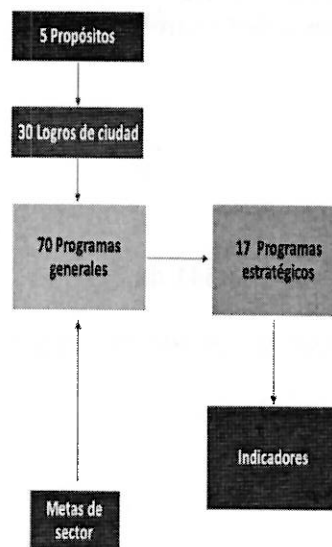 5 Propósitos
30 Logros de ciudad
70 Programas
generales
17 Programas
estratégicos
Indicadores
Metas de
sector